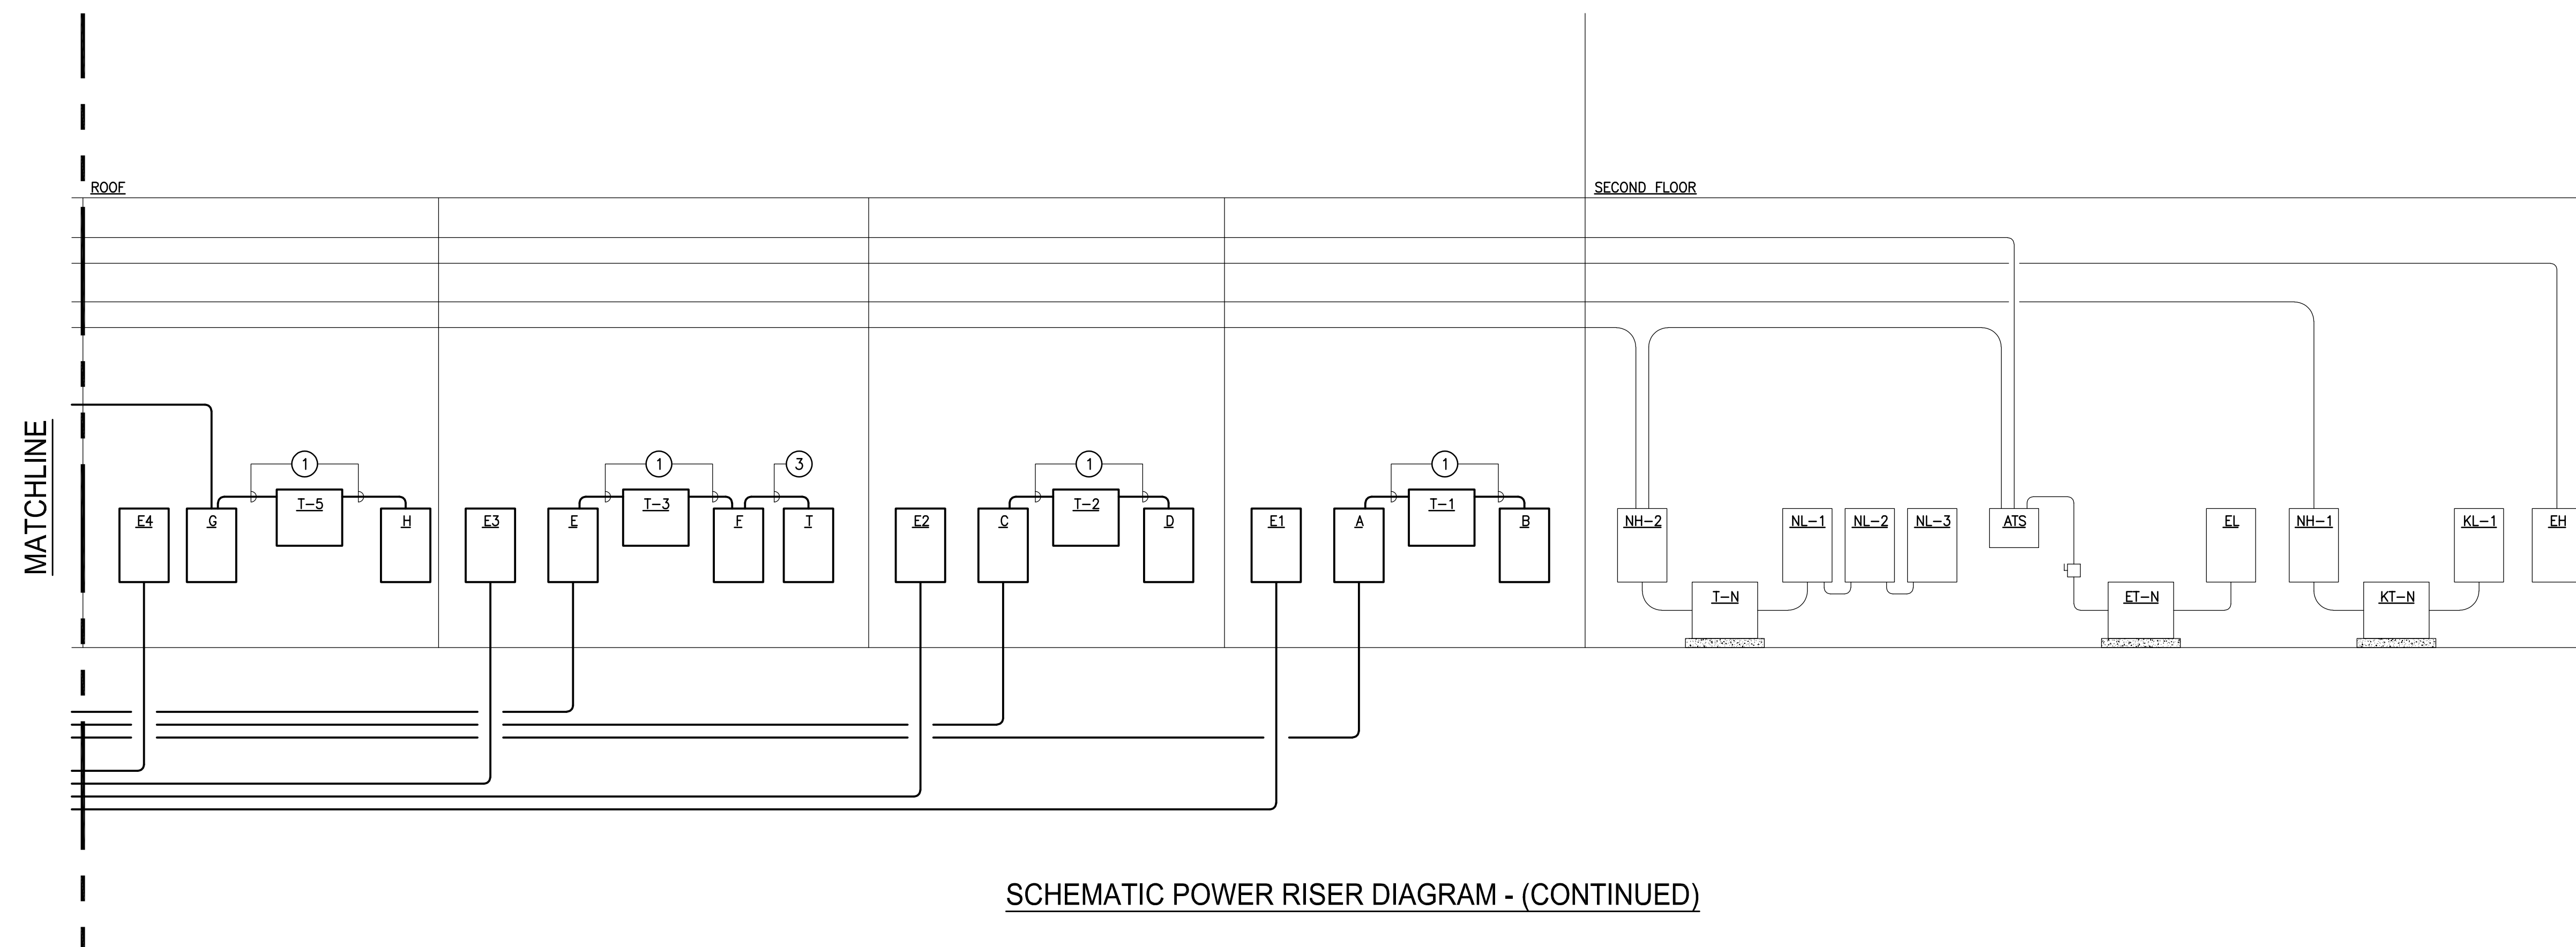 ROOF
SECOND FLOOR
MATCHLINE
1
1
3
1
1
E4
G
T-5
H
E3
E
T-3
F
T
E2
C
T-2
D
E1
A
T-1
B
NH-2
NL-1
NL-2
NL-3
ATS
EL
NH-1
KL-1
EH
T-N
ET-N
KT-N
SCHEMATIC POWER RISER DIAGRAM - (CONTINUED)